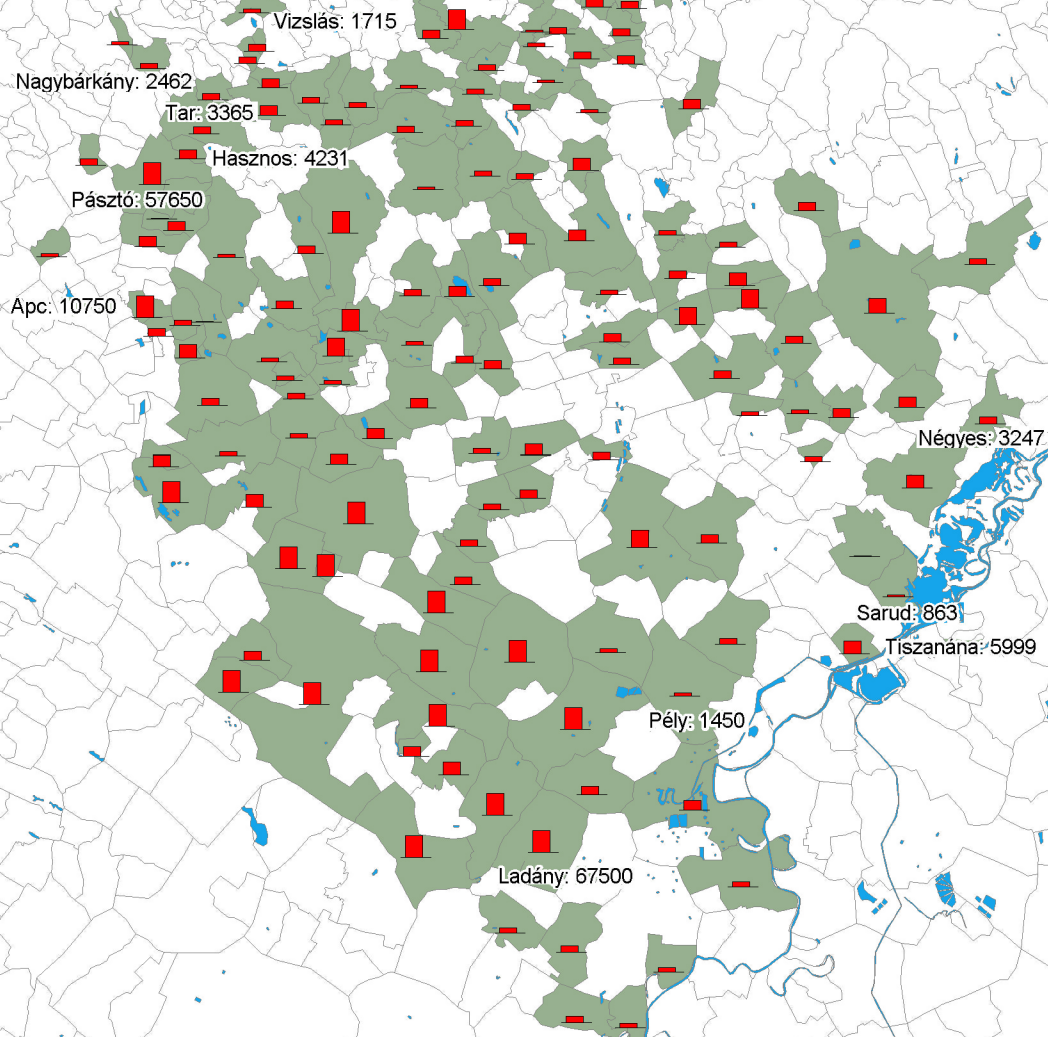 Vizslás: 1715
Nagybárkány: 2462
Tar: 3365
Hasznos: 4231
Pásztó: 57650
Apc: 10750
Négyes: 3247
Sarud: 863
Tiszanána: 5999
Pély: 1450
Ladány: 67500